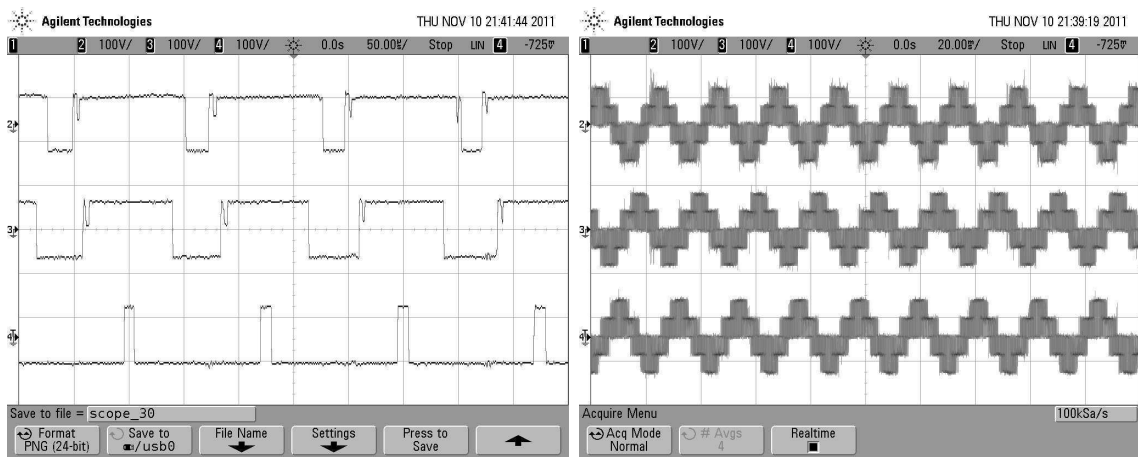 Agilent Technologies THU NOV 10 21:41:44 2011
1 2 100V/ 3 100V/ 4 100V/ 0.0s 50.00㎲/ Stop LIN 4 -725▽
2
3
4
Save to file = scope_30
Format
PNG (24-bit)
Save to
/usb0
File Name
Settings
Press to
Save
Agilent Technologies THU NOV 10 21:39:19 2011
1 2 100V/ 3 100V/ 4 100V/ 0.0s 20.00 Stop LIN 4 -725▽
2
3
4
Acquire Menu 100kSa/s
Acq Mode
Normal
# Avgs
4
Realtime